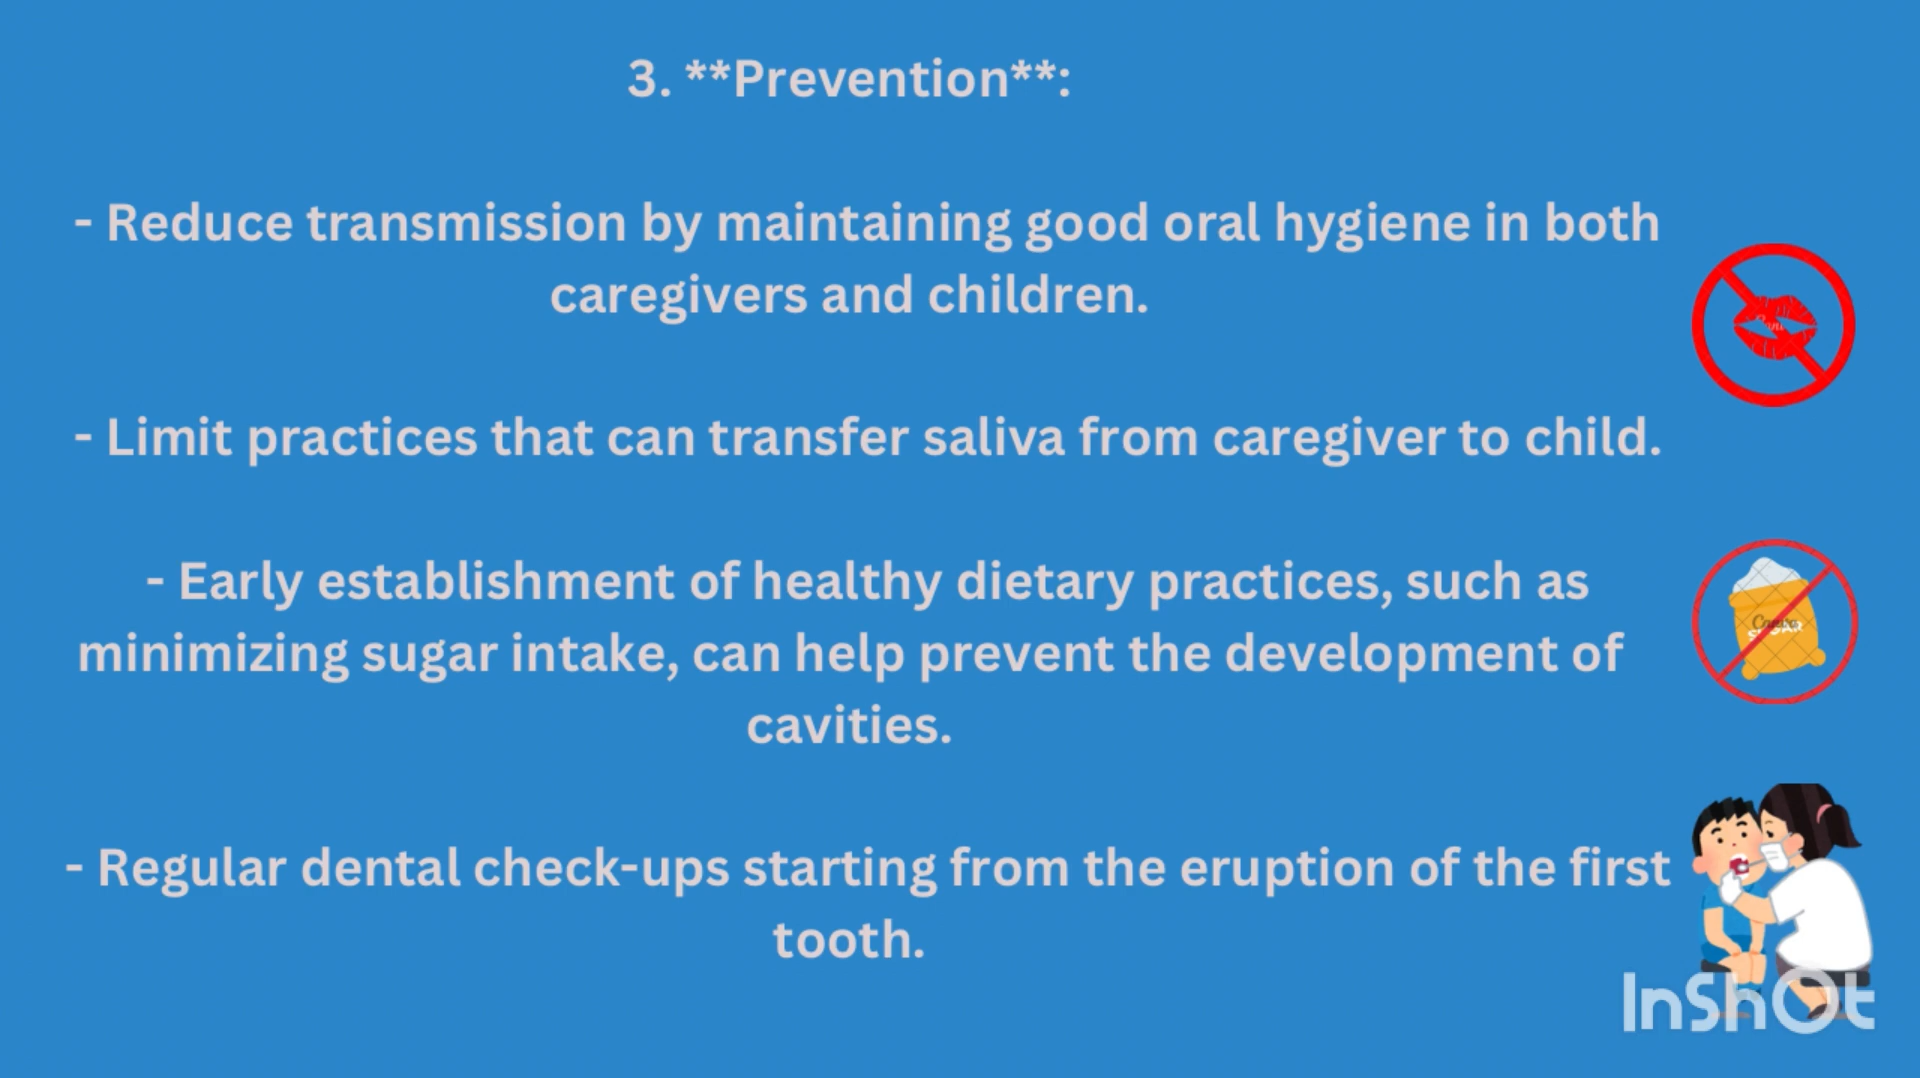 3. **Prevention**:
- Reduce transmission by maintaining good oral hygiene in both
caregivers and children.
- Limit practices that can transfer saliva from caregiver to child.
- Early establishment of healthy dietary practices, such as
minimizing sugar intake, can help prevent the development of
cavities.
- Regular dental check-ups starting from the eruption of the first
tooth.
SUGAR
InShOt